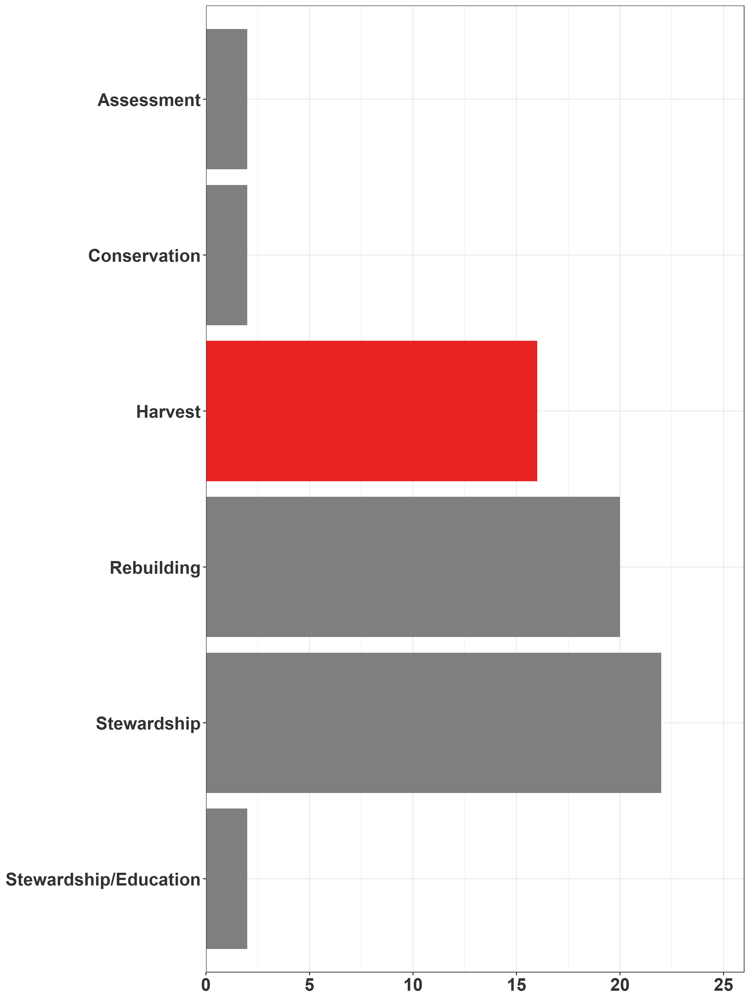 Assessment
Conservation
Harvest
Rebuilding
Stewardship
Stewardship/Education
0 5 10 15 20 25